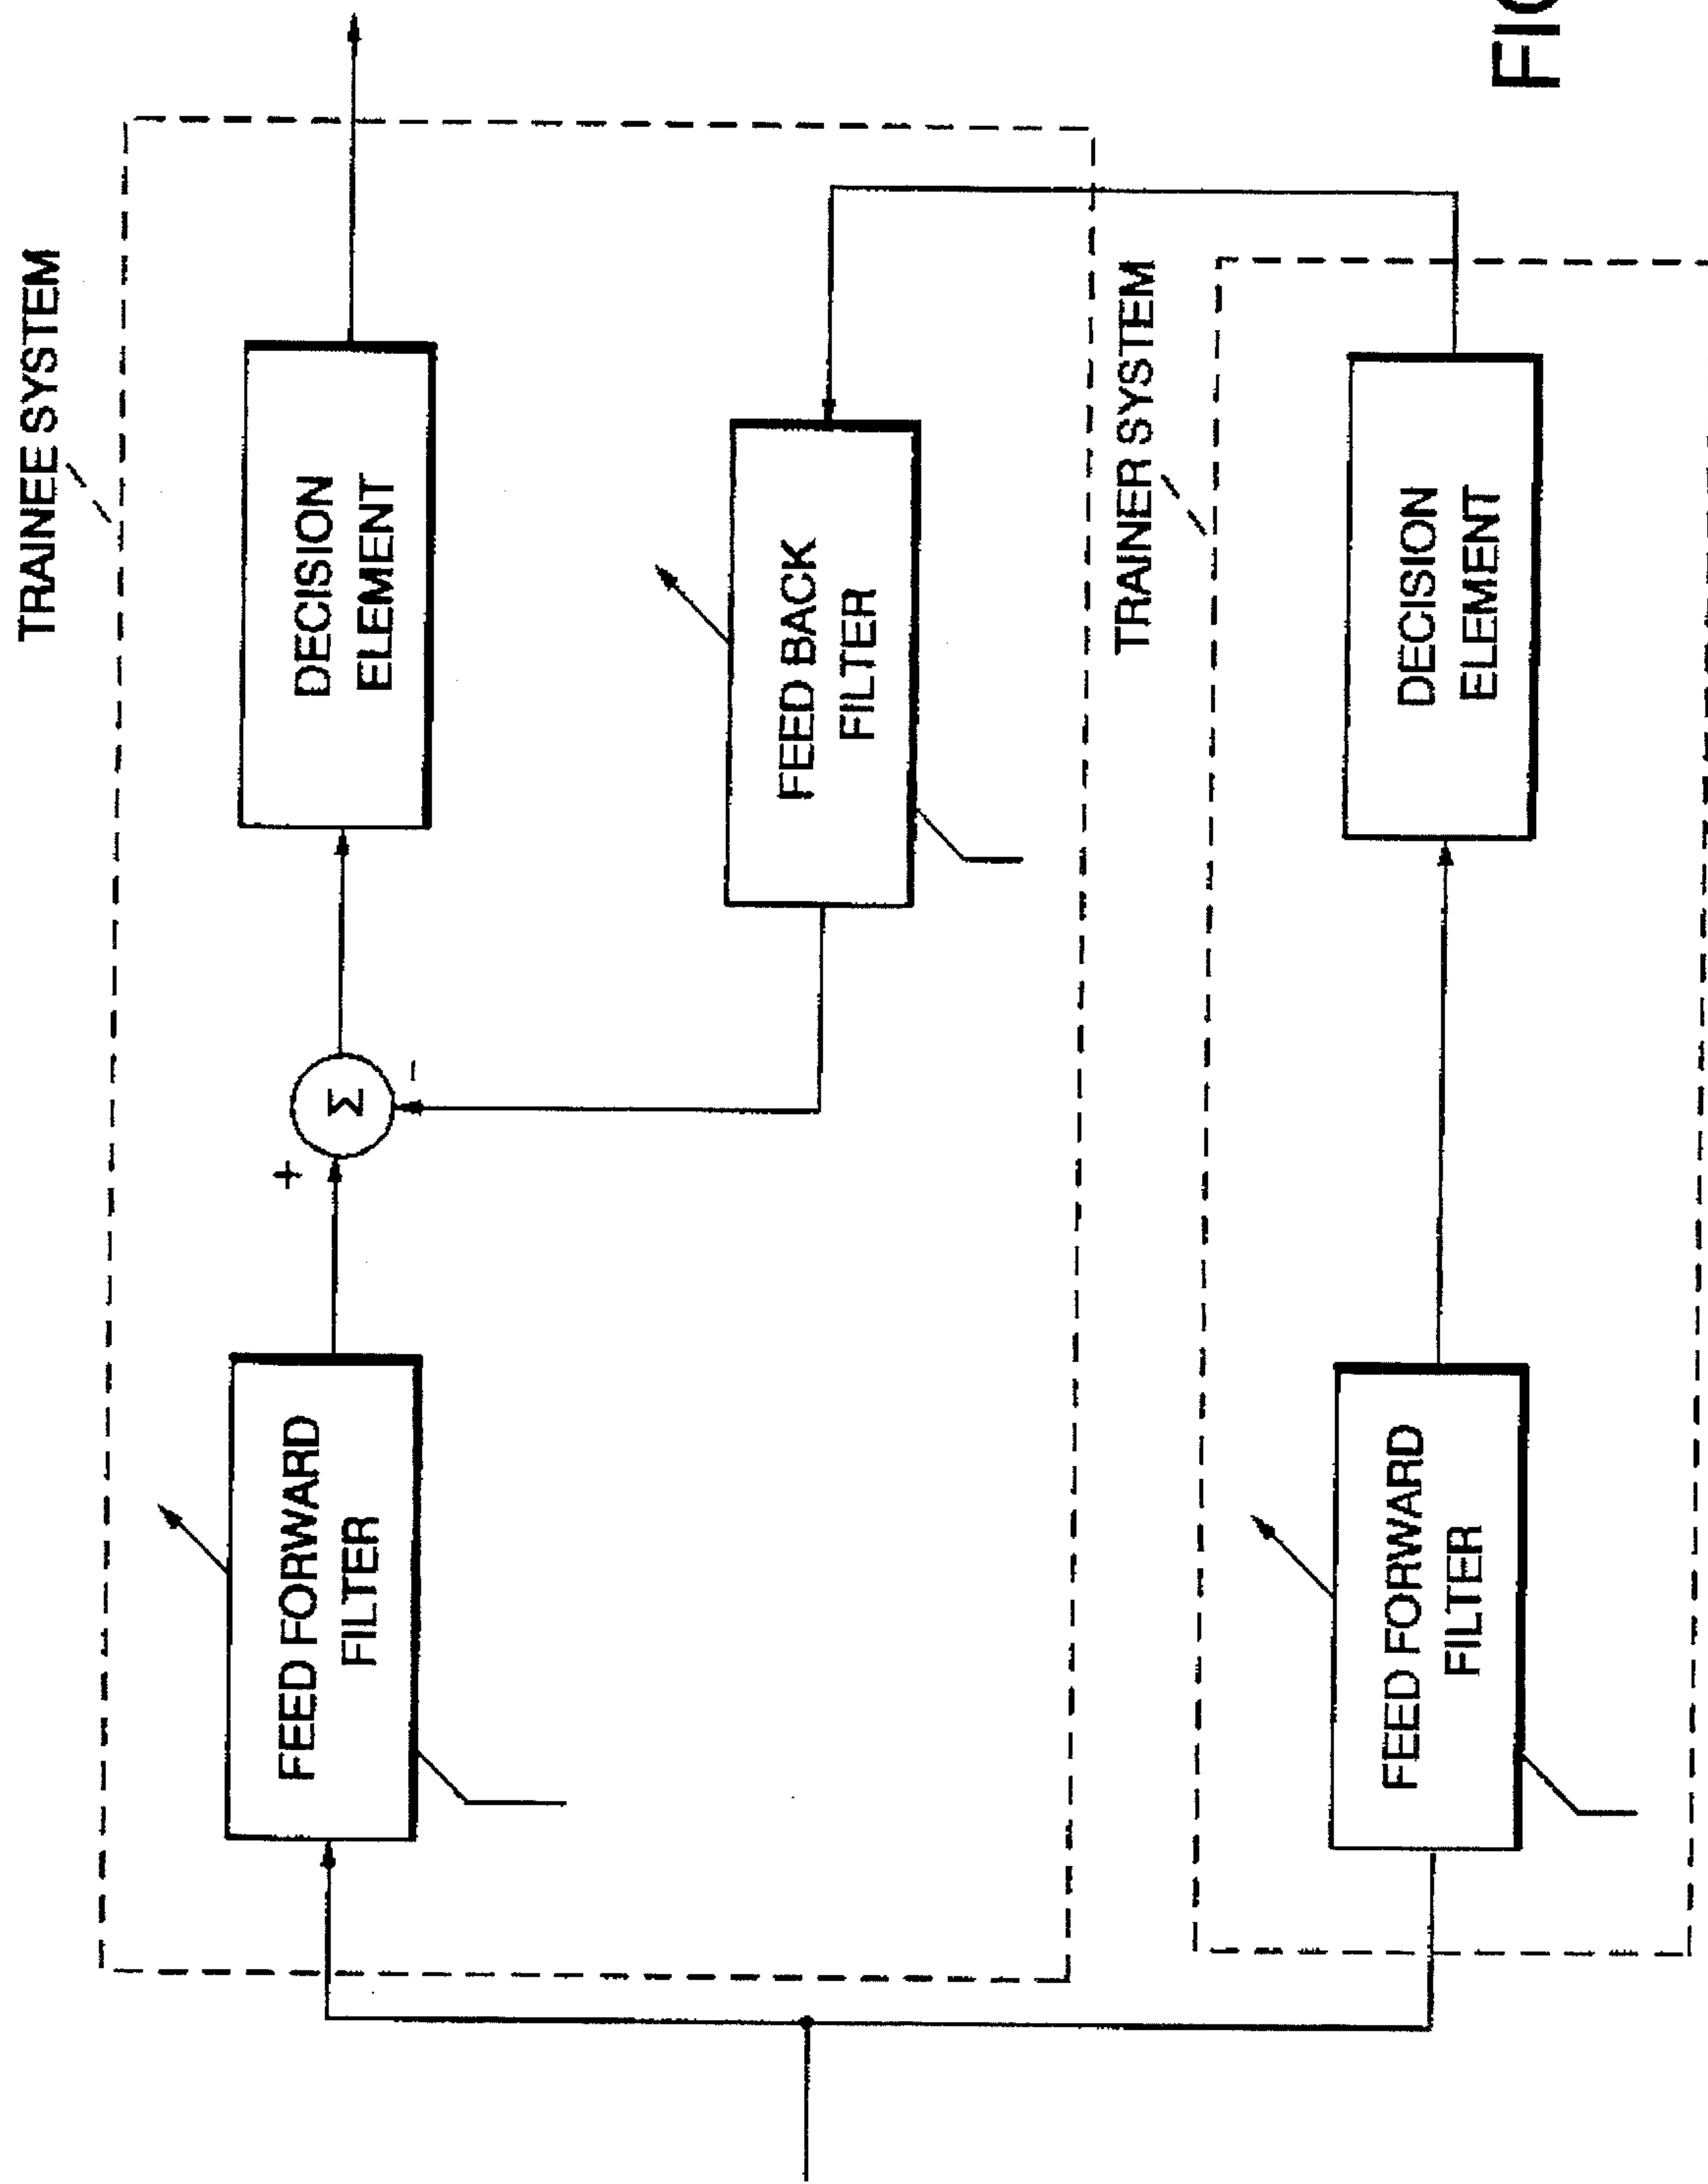 TRAINEE SYSTEM
FEED FORWARD
FILTER
+
Σ
-
DECISION
ELEMENT
FEED BACK
FILTER
TRAINER SYSTEM
FEED FORWARD
FILTER
DECISION
ELEMENT